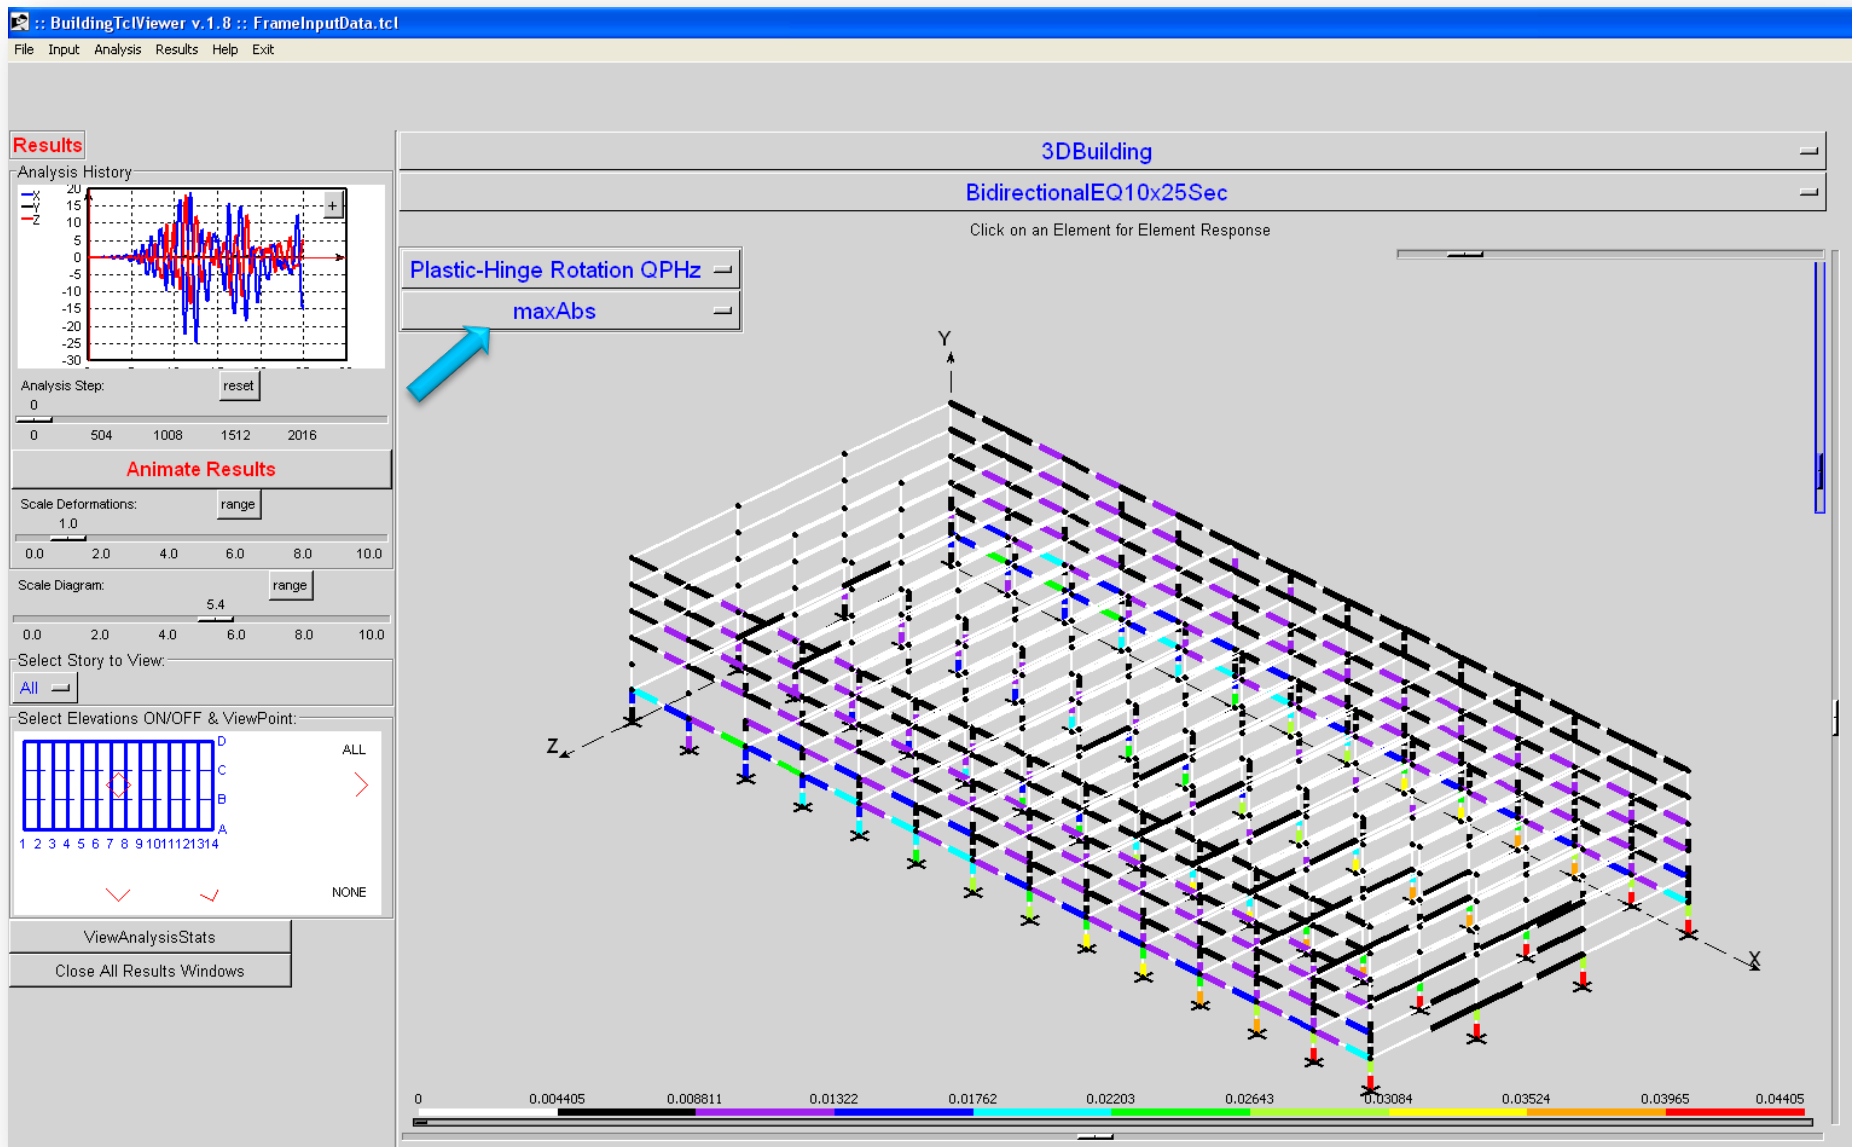 :: BuildingTclViewer v.1.8 :: FrameInputData.tcl
File Input Analysis Results Help Exit
Results
3DBuilding
BidirectionalEQ10x25Sec
Click on an Element for Element Response
Analysis History
X
Y
Z
20
15
10
5
0
-5
-10
-15
-20
-25
-30
+
Analysis Step:
reset
0
0 504 1008 1512 2016
Animate Results
Scale Deformations:
range
1.0
0.0 2.0 4.0 6.0 8.0 10.0
Scale Diagram:
range
5.4
0.0 2.0 4.0 6.0 8.0 10.0
Select Story to View:
All
Select Elevations ON/OFF & ViewPoint:
D
C
B
A
1 2 3 4 5 6 7 8 9 1011121314
ALL
NONE
ViewAnalysisStats
Close All Results Windows
Plastic-Hinge Rotation QPHz
maxAbs
Y
Z
X
0 0.004405 0.008811 0.01322 0.01762 0.02203 0.02643 0.03084 0.03524 0.03965 0.04405